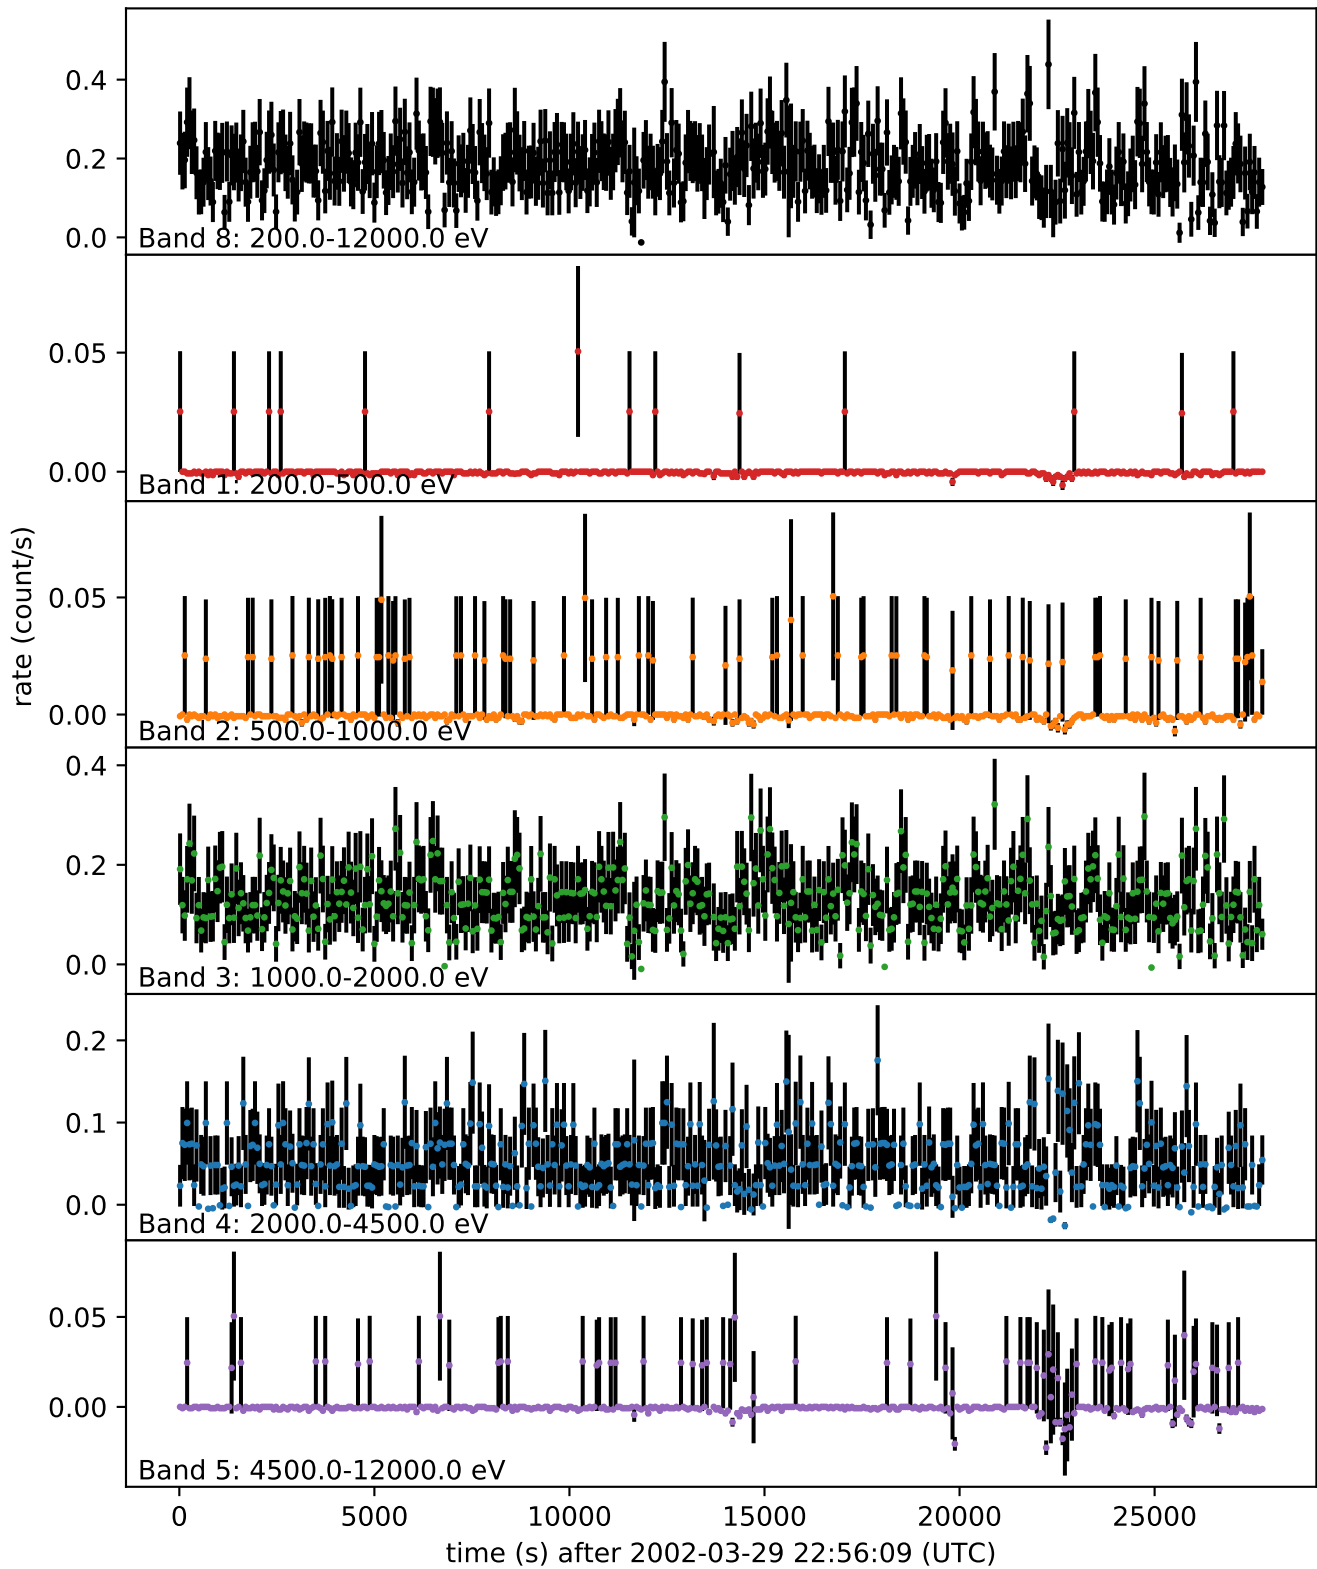 0.4
0.2
0.0
Band 8: 200.0-12000.0 eV
0.05
0.00
Band 1: 200.0-500.0 eV
0.05
0.00
Band 2: 500.0-1000.0 eV
rate (count/s)
0.4
0.2
0.0
Band 3: 1000.0-2000.0 eV
0.2
0.1
0.0
Band 4: 2000.0-4500.0 eV
0.05
0.00
Band 5: 4500.0-12000.0 eV
0 5000 10000 15000 20000 25000
time (s) after 2002-03-29 22:56:09 (UTC)